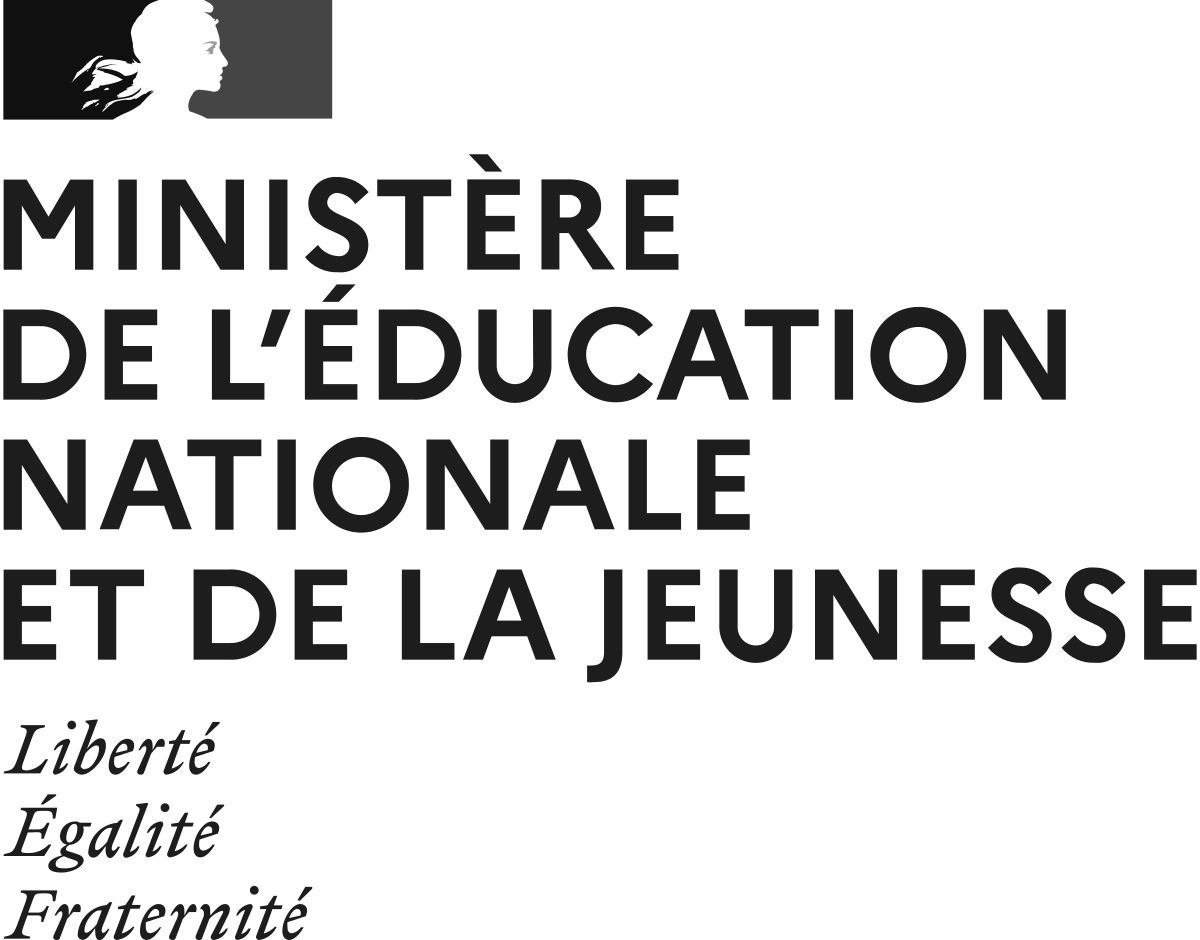 MINISTÈRE
DE L’ÉDUCATION
NATIONALE
ET DE LA JEUNESSE
Liberté
Égalité
Fraternité